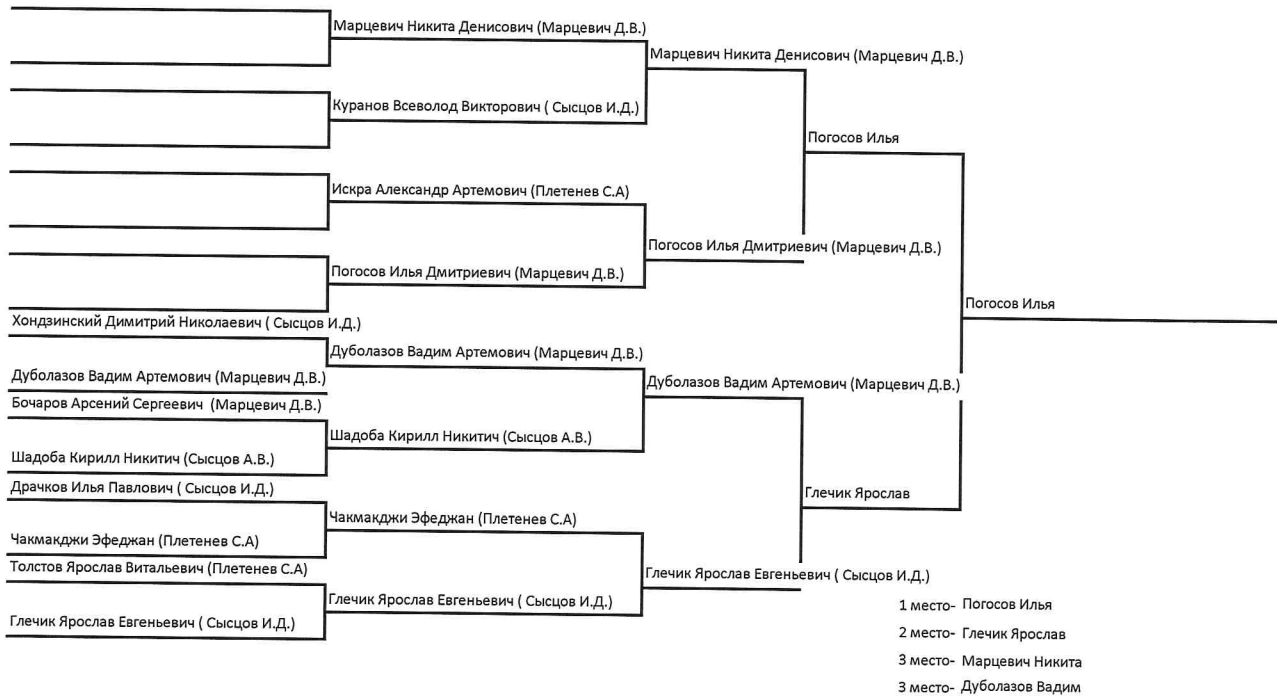 Марцевич Никита Денисович (Марцевич Д.В.)
Марцевич Никита Денисович (Марцевич Д.В.)
Куранов Всеволод Викторович ( Сысцов И.Д.)
Погосов Илья
Искра Александр Артемович (Плетенев С.А)
Погосов Илья Дмитриевич (Марцевич Д.В.)
Погосов Илья Дмитриевич (Марцевич Д.В.)
Погосов Илья
Хондзинский Димитрий Николаевич ( Сысцов И.Д.)
Дуболазов Вадим Артемович (Марцевич Д.В.)
Дуболазов Вадим Артемович (Марцевич Д.В.)
Дуболазов Вадим Артемович (Марцевич Д.В.)
Бочаров Арсений Сергеевич (Марцевич Д.В.)
Шадоба Кирилл Никитич (Сысцов А.В.)
Шадоба Кирилл Никитич (Сысцов А.В.)
Драчков Илья Павлович ( Сысцов И.Д.)
Глечик Ярослав
Чакмакджи Эфеджан (Плетенев С.А)
Чакмакджи Эфеджан (Плетенев С.А)
Толстов Ярослав Витальевич (Плетенев С.А)
Глечик Ярослав Евгеньевич ( Сысцов И.Д.)
Глечик Ярослав Евгеньевич ( Сысцов И.Д.)
Глечик Ярослав Евгеньевич ( Сысцов И.Д.)
1 место- Погосов Илья
2 место- Глечик Ярослав
3 место- Марцевич Никита
3 место- Дуболазов Вадим